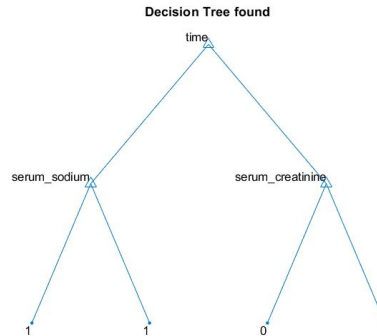 Decision Tree found
time
serum_sodium
serum_creatinine
1
1
0